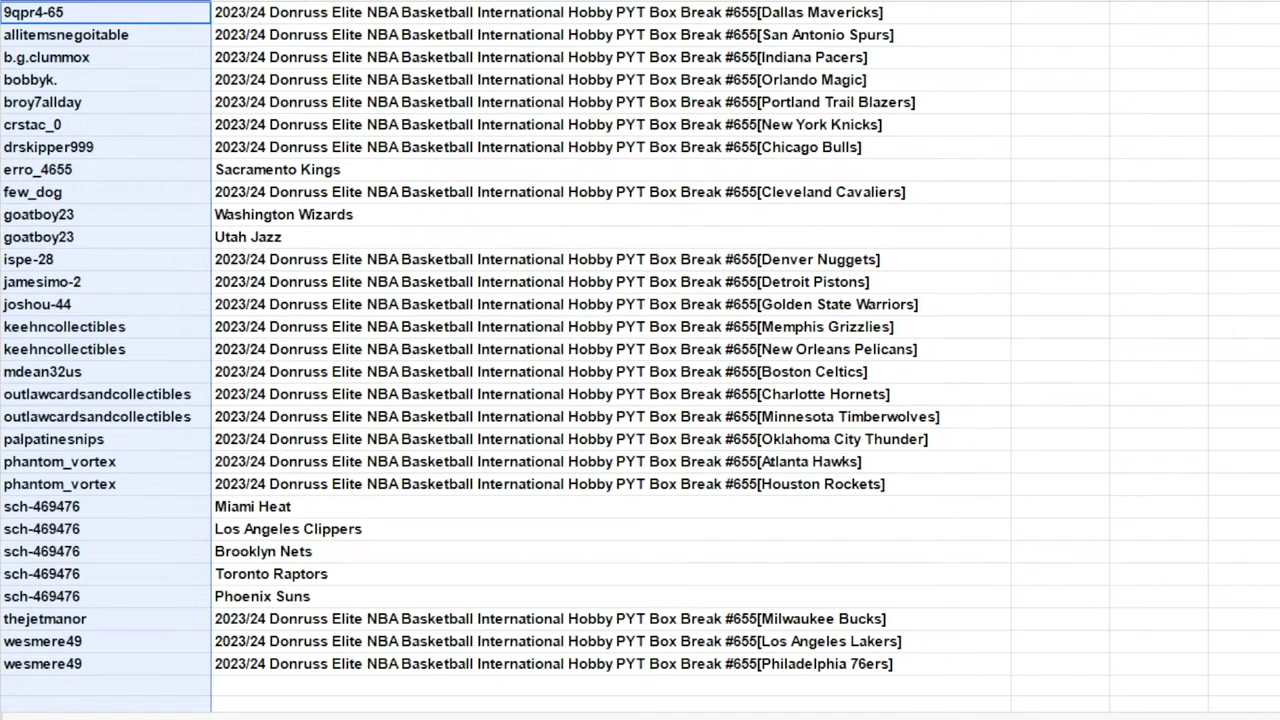 9qpr4-65 2023/24 Donruss Elite NBA Basketball International Hobby PYT Box Break #655[Dallas Mavericks]
allitemsnegoitable 2023/24 Donruss Elite NBA Basketball International Hobby PYT Box Break #655[San Antonio Spurs]
b.g.clummox 2023/24 Donruss Elite NBA Basketball International Hobby PYT Box Break #655[Indiana Pacers]
bobbyk. 2023/24 Donruss Elite NBA Basketball International Hobby PYT Box Break #655[Orlando Magic]
broy7allday 2023/24 Donruss Elite NBA Basketball International Hobby PYT Box Break #655[Portland Trail Blazers]
crstac_0 2023/24 Donruss Elite NBA Basketball International Hobby PYT Box Break #655[New York Knicks]
drskipper999 2023/24 Donruss Elite NBA Basketball International Hobby PYT Box Break #655[Chicago Bulls]
erro_4655 Sacramento Kings
few_dog 2023/24 Donruss Elite NBA Basketball International Hobby PYT Box Break #655[Cleveland Cavaliers]
goatboy23 Washington Wizards
goatboy23 Utah Jazz
ispe-28 2023/24 Donruss Elite NBA Basketball International Hobby PYT Box Break #655[Denver Nuggets]
jamesimo-2 2023/24 Donruss Elite NBA Basketball International Hobby PYT Box Break #655[Detroit Pistons]
joshou-44 2023/24 Donruss Elite NBA Basketball International Hobby PYT Box Break #655[Golden State Warriors]
keehncollectibles 2023/24 Donruss Elite NBA Basketball International Hobby PYT Box Break #655[Memphis Grizzlies]
keehncollectibles 2023/24 Donruss Elite NBA Basketball International Hobby PYT Box Break #655[New Orleans Pelicans]
mdean32us 2023/24 Donruss Elite NBA Basketball International Hobby PYT Box Break #655[Boston Celtics]
outlawcardsandcollectibles 2023/24 Donruss Elite NBA Basketball International Hobby PYT Box Break #655[Charlotte Hornets]
outlawcardsandcollectibles 2023/24 Donruss Elite NBA Basketball International Hobby PYT Box Break #655[Minnesota Timberwolves]
palpatinesnips 2023/24 Donruss Elite NBA Basketball International Hobby PYT Box Break #655[Oklahoma City Thunder]
phantom_vortex 2023/24 Donruss Elite NBA Basketball International Hobby PYT Box Break #655[Atlanta Hawks]
phantom_vortex 2023/24 Donruss Elite NBA Basketball International Hobby PYT Box Break #655[Houston Rockets]
sch-469476 Miami Heat
sch-469476 Los Angeles Clippers
sch-469476 Brooklyn Nets
sch-469476 Toronto Raptors
sch-469476 Phoenix Suns
thejetmanor 2023/24 Donruss Elite NBA Basketball International Hobby PYT Box Break #655[Milwaukee Bucks]
wesmere49 2023/24 Donruss Elite NBA Basketball International Hobby PYT Box Break #655[Los Angeles Lakers]
wesmere49 2023/24 Donruss Elite NBA Basketball International Hobby PYT Box Break #655[Philadelphia 76ers]